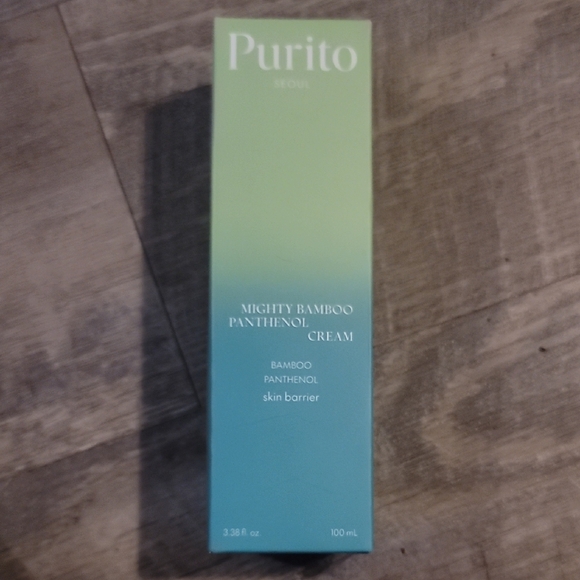 Purito
SEOUL
MIGHTY BAMBOO
PANTHENOL
CREAM
BAMBOO
PANTHENOL
skin barrier
3.38 fl. oz. 100 mL